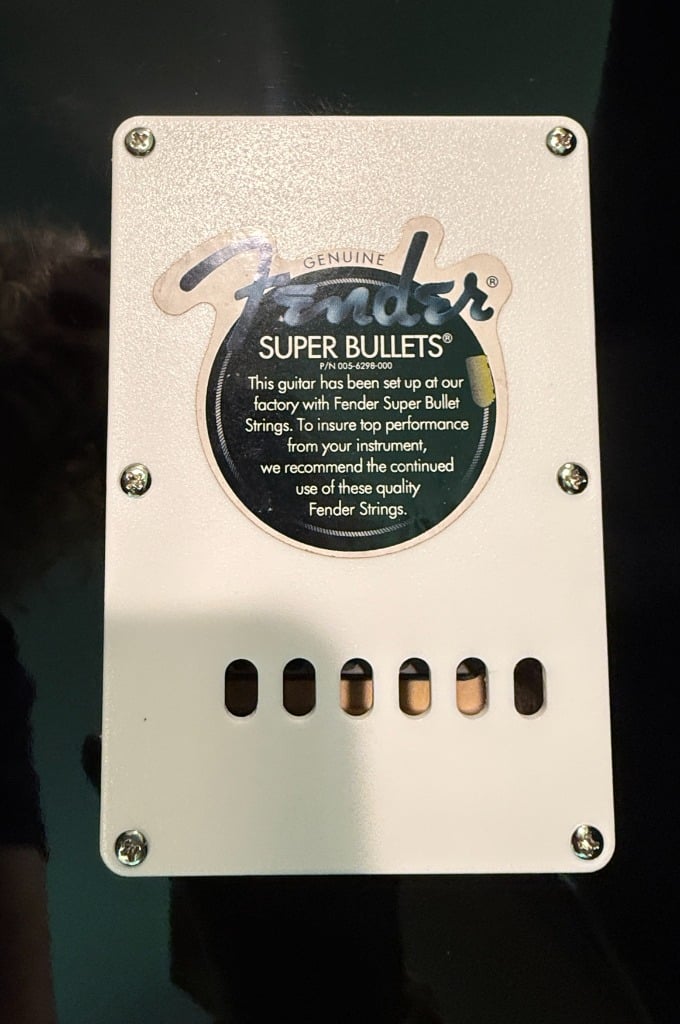 GENUINE
Fender®
SUPER BULLETS®
P/N 005-6298-000
This guitar has been set up at our
factory with Fender Super Bullet
Strings. To insure top performance
from your instrument,
we recommend the continued
use of these quality
Fender Strings.